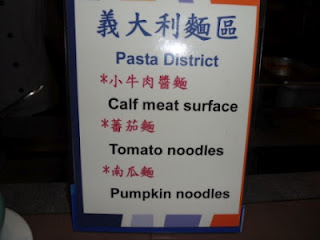 義大利麵區
Pasta District
*小牛肉醬麵
Calf meat surface
*蕃茄麵
Tomato noodles
*南瓜麵
Pumpkin noodles